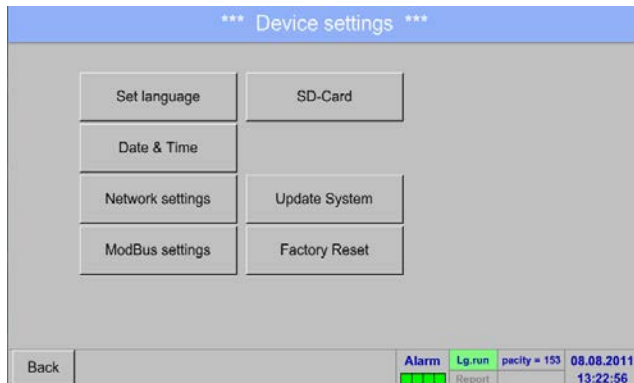 *** Device settings ***
Set language
SD-Card
Date & Time
Network settings
Update System
ModBus settings
Factory Reset
Back
Alarm
Lg.run
pacity = 153
08.08.2011
Report
13:22:56